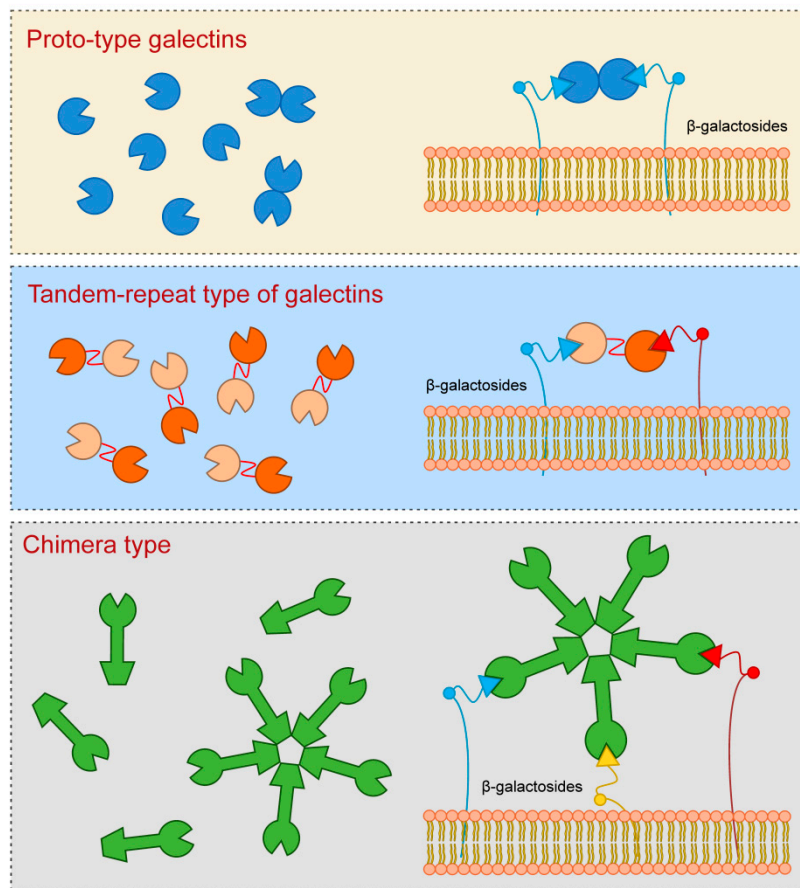 Proto-type galectins
β-galactosides
Tandem-repeat type of galectins
β-galactosides
Chimera type
β-galactosides